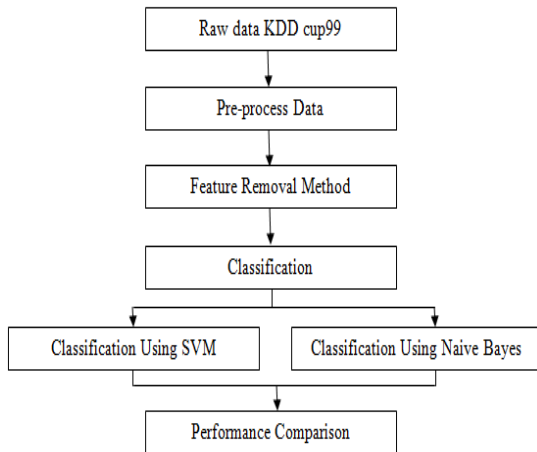 Raw data KDD cup99
Pre-process Data
Feature Removal Method
Classification
Classification Using SVM
Classification Using Naive Bayes
Performance Comparison